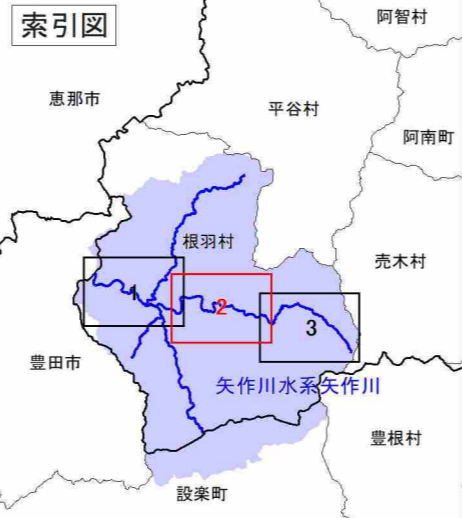 索引図
阿智村
恵那市
平谷村
阿南町
根羽村
売木村
1
2
3
豊田市
矢作川水系矢作川
豊根村
設楽町